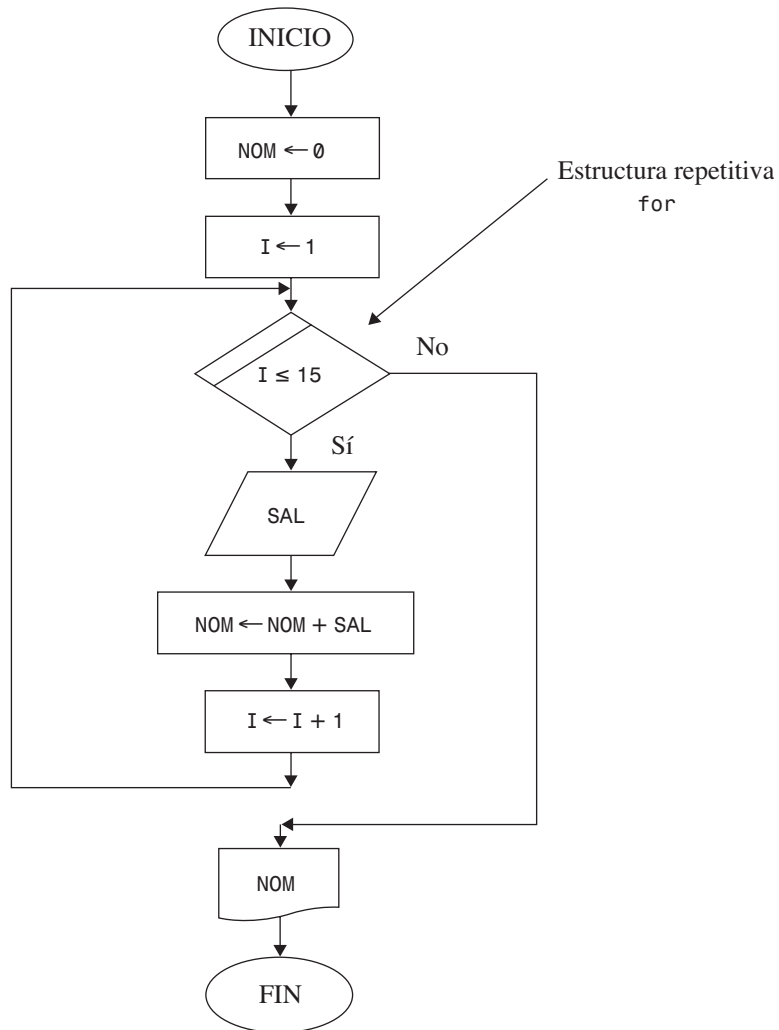 INICIO
NOM ← 0
Estructura repetitiva
for
I ← 1
No
I ≤ 15
Sí
SAL
NOM ← NOM + SAL
I ← I + 1
NOM
FIN